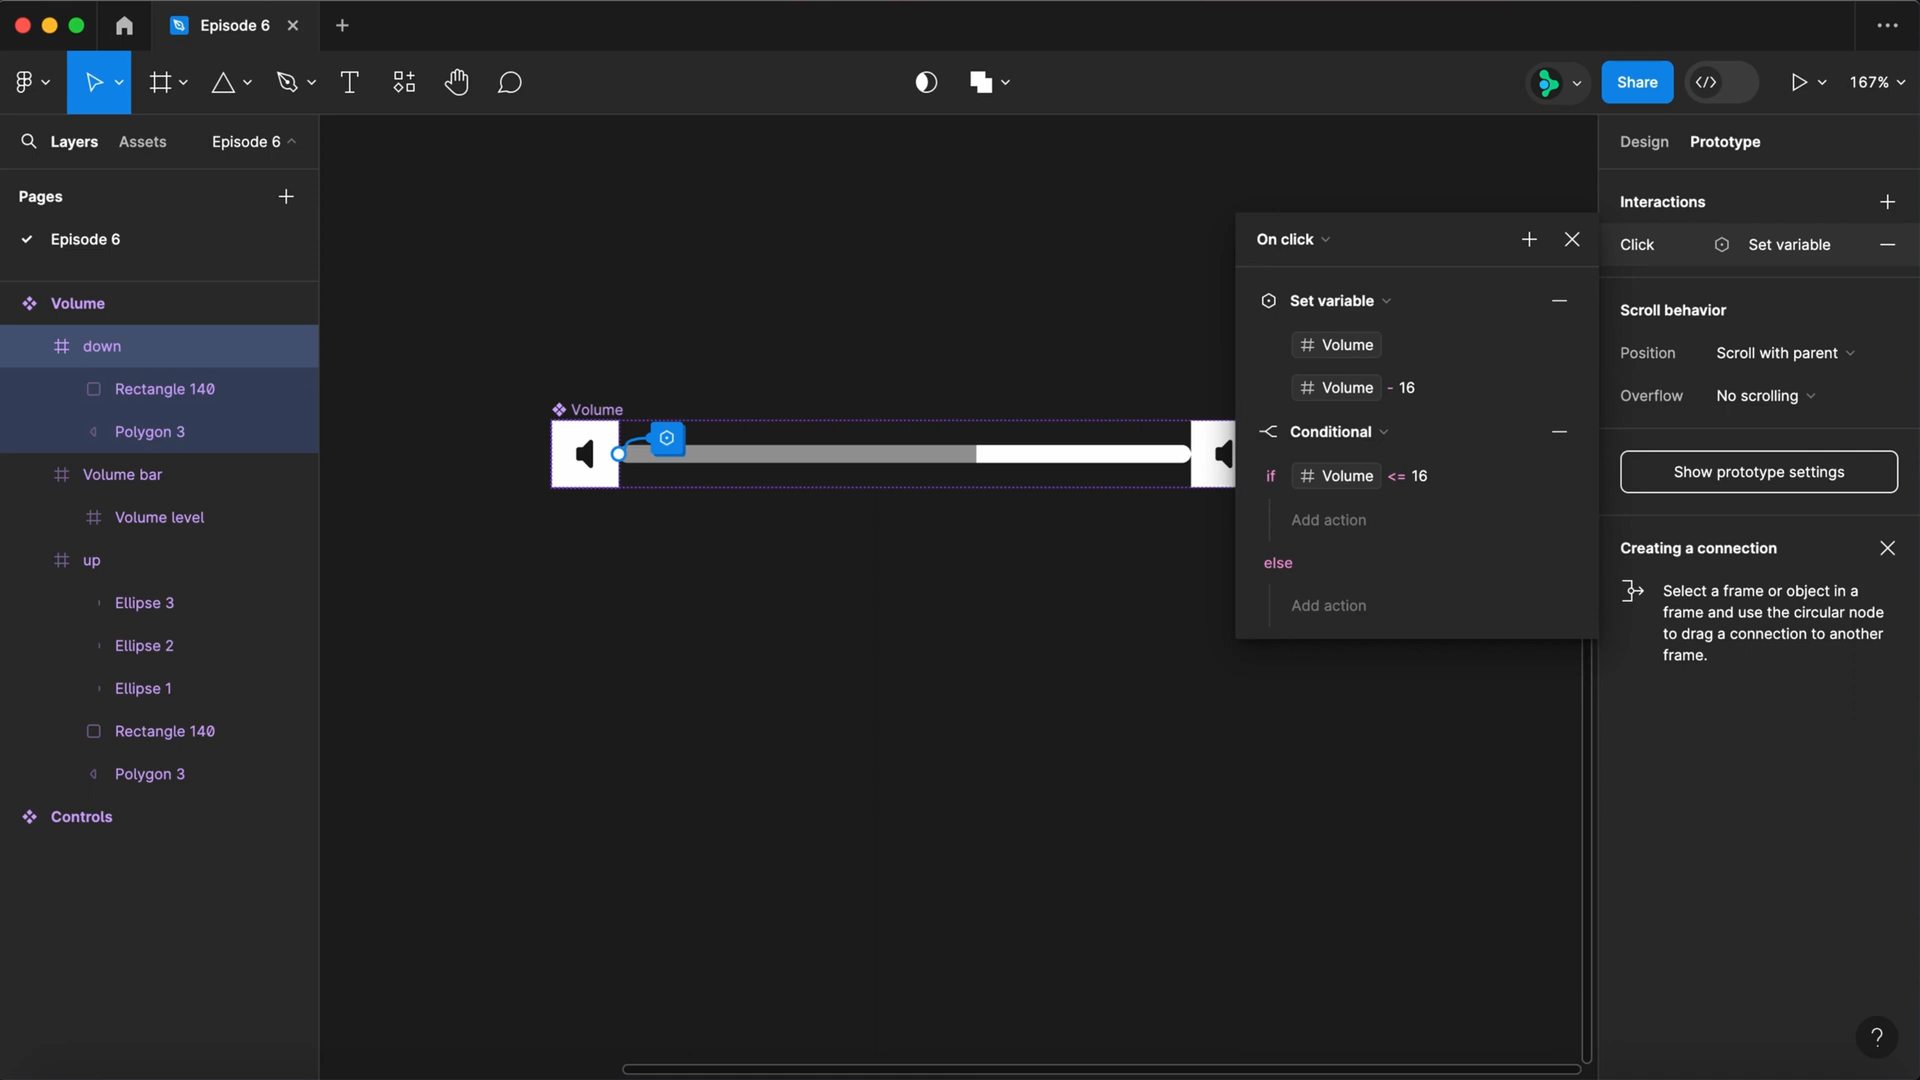 Episode 6
Share
167%
Layers
Assets
Episode 6
Pages
Episode 6
Volume
down
Rectangle 140
Polygon 3
Volume bar
Volume level
up
Ellipse 3
Ellipse 2
Ellipse 1
Rectangle 140
Polygon 3
Controls
Volume
On click
Set variable
# Volume
# Volume - 16
Conditional
if # Volume <= 16
Add action
else
Add action
Design
Prototype
Interactions
Click
Set variable
Scroll behavior
Position
Scroll with parent
Overflow
No scrolling
Show prototype settings
Creating a connection
Select a frame or object in a
frame and use the circular node
to drag a connection to another
frame.
?